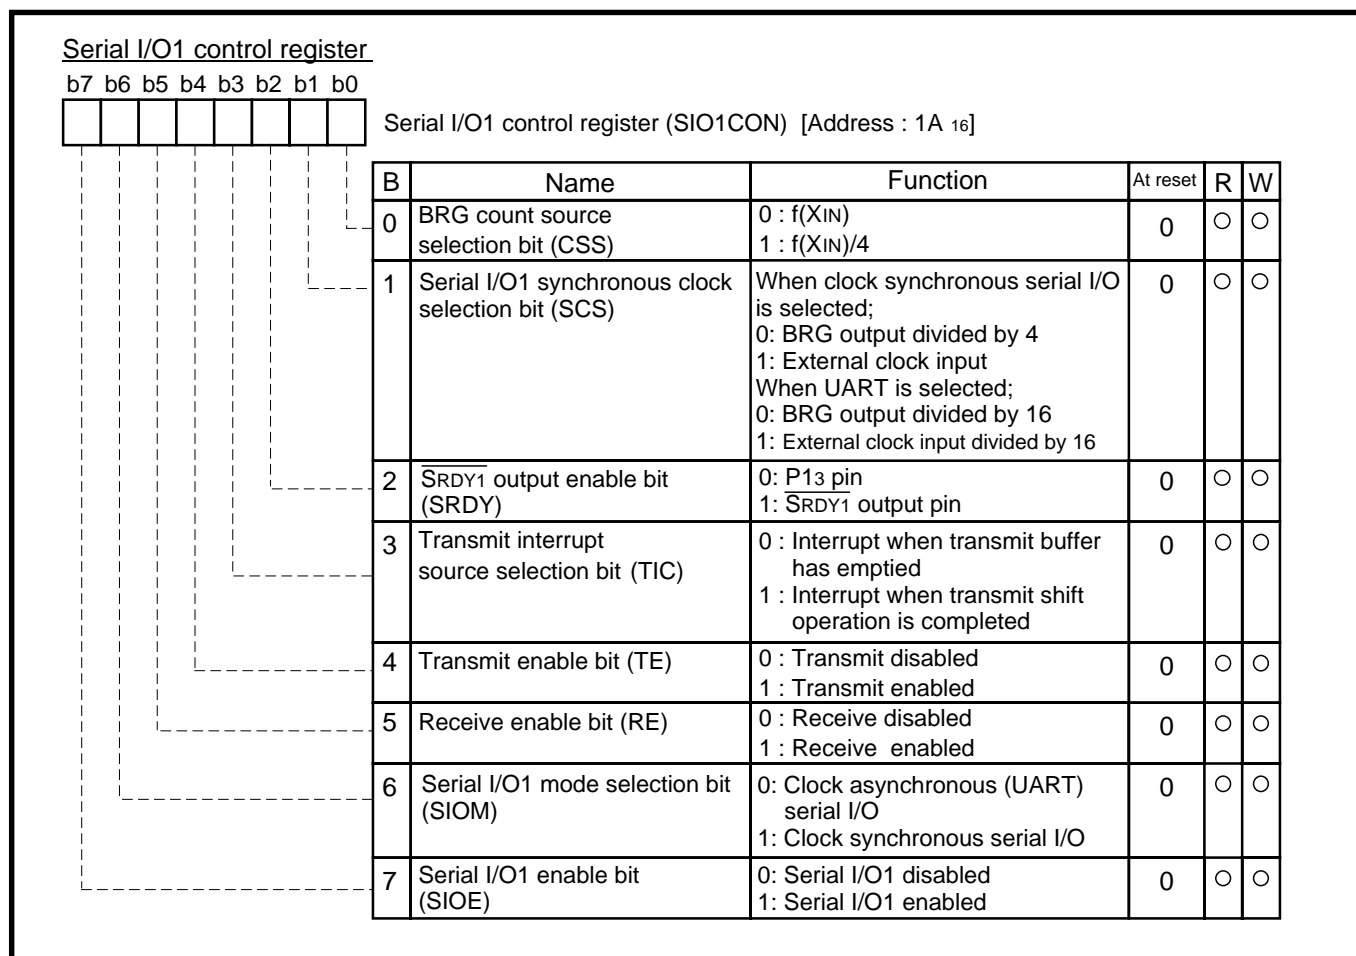 Serial I/O1 control register
b7 b6 b5 b4 b3 b2 b1 b0
Serial I/O1 control register (SIO1CON) [Address : 1A 16]
B Name Function At reset R W
0 BRG count source 0 : f(XIN) 0 ○ ○
selection bit (CSS) 1 : f(XIN)/4
1 Serial I/O1 synchronous clock When clock synchronous serial I/O 0 ○ ○
selection bit (SCS) is selected;
0: BRG output divided by 4
1: External clock input
When UART is selected;
0: BRG output divided by 16
1: External clock input divided by 16
2 S̅R̅D̅Y̅1̅ output enable bit 0: P13 pin 0 ○ ○
(SRDY) 1: S̅R̅D̅Y̅1̅ output pin
3 Transmit interrupt 0 : Interrupt when transmit buffer 0 ○ ○
source selection bit (TIC) has emptied
1 : Interrupt when transmit shift
operation is completed
4 Transmit enable bit (TE) 0 : Transmit disabled 0 ○ ○
1 : Transmit enabled
5 Receive enable bit (RE) 0 : Receive disabled 0 ○ ○
1 : Receive enabled
6 Serial I/O1 mode selection bit 0: Clock asynchronous (UART) 0 ○ ○
(SIOM) serial I/O
1: Clock synchronous serial I/O
7 Serial I/O1 enable bit 0: Serial I/O1 disabled 0 ○ ○
(SIOE) 1: Serial I/O1 enabled